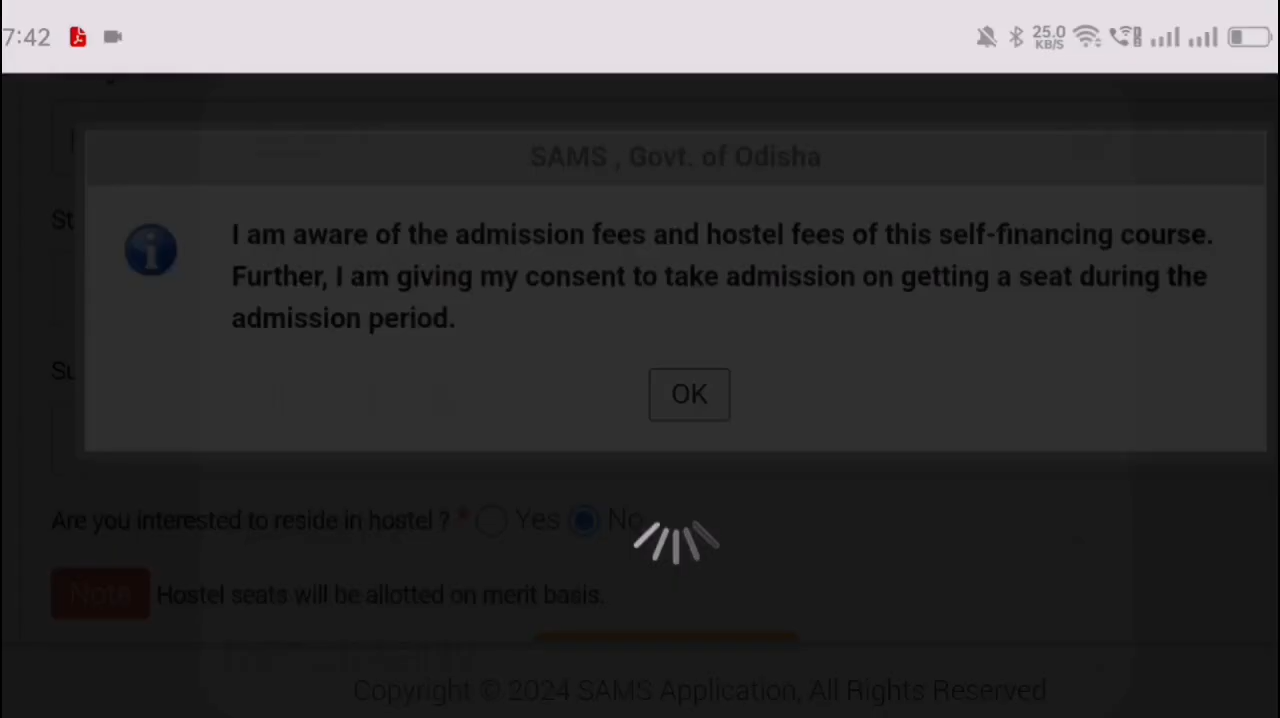 7:42
25.0
KB/S
SAMS , Govt. of Odisha
St
I am aware of the admission fees and hostel fees of this self-financing course.
Further, I am giving my consent to take admission on getting a seat during the
admission period.
Su
OK
Are you interested to reside in hostel ? * Yes No
Note Hostel seats will be allotted on merit basis.
Copyright © 2024 SAMS Application, All Rights Reserved